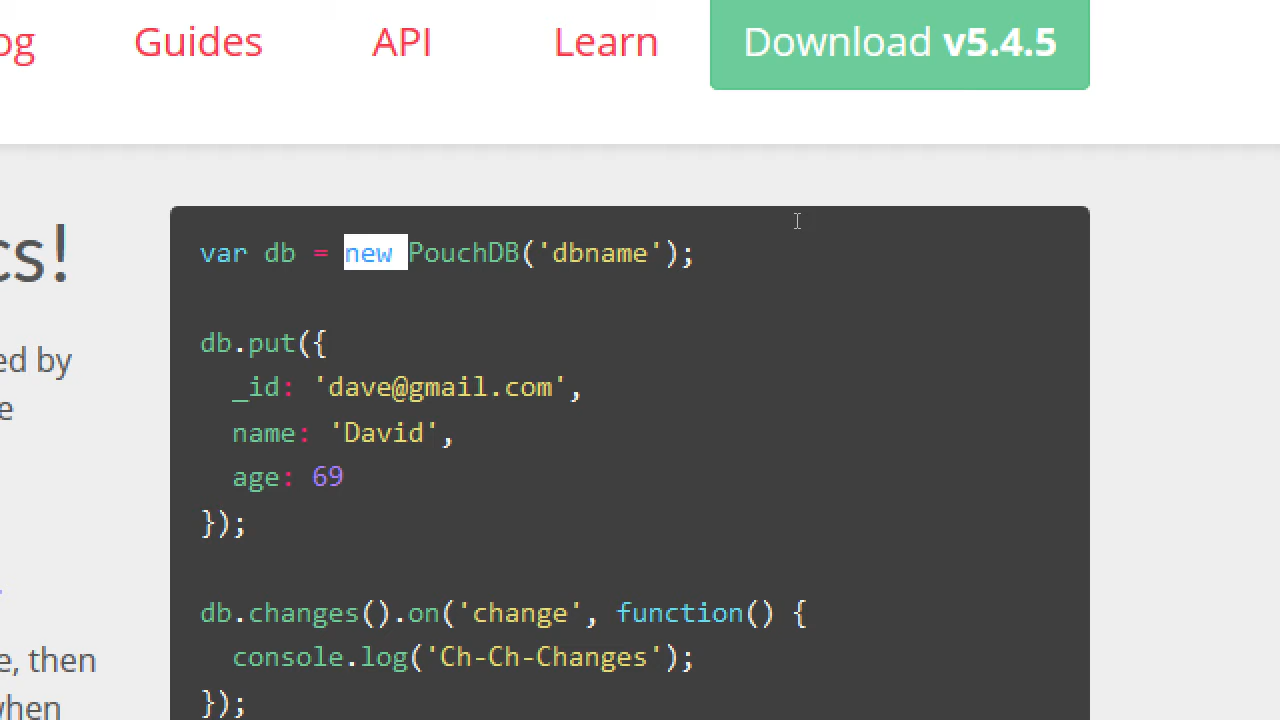 og Guides API Learn Download v5.4.5
cs!
ed by
e
e, then
when
var db = new PouchDB('dbname');
db.put({
  _id: 'dave@gmail.com',
  name: 'David',
  age: 69
});
db.changes().on('change', function() {
  console.log('Ch-Ch-Changes');
});